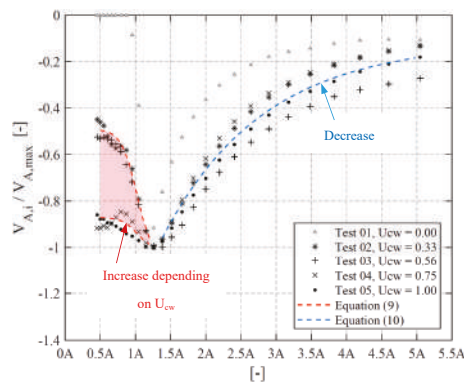 0
-0.2
-0.4
-0.6
-0.8
-1
-1.2
-1.4
V_A,i / V_A,max [-]
Decrease
Increase depending
on U_cw
Test 01, Ucw = 0.00
Test 02, Ucw = 0.33
Test 03, Ucw = 0.56
Test 04, Ucw = 0.75
Test 05, Ucw = 1.00
Equation (9)
Equation (10)
0A 0.5A 1A 1.5A 2A 2.5A 3A 3.5A 4A 4.5A 5A 5.5A
[-]